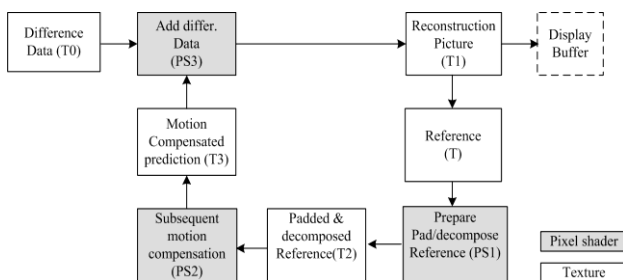 Difference
Data (T0)
Add differ.
Data
(PS3)
Reconstruction
Picture
(T1)
Display
Buffer
Motion
Compensated
prediction (T3)
Reference
(T)
Subsequent
motion
compensation
(PS2)
Padded &
decomposed
Reference(T2)
Prepare
Pad/decompose
Reference (PS1)
Pixel shader
Texture